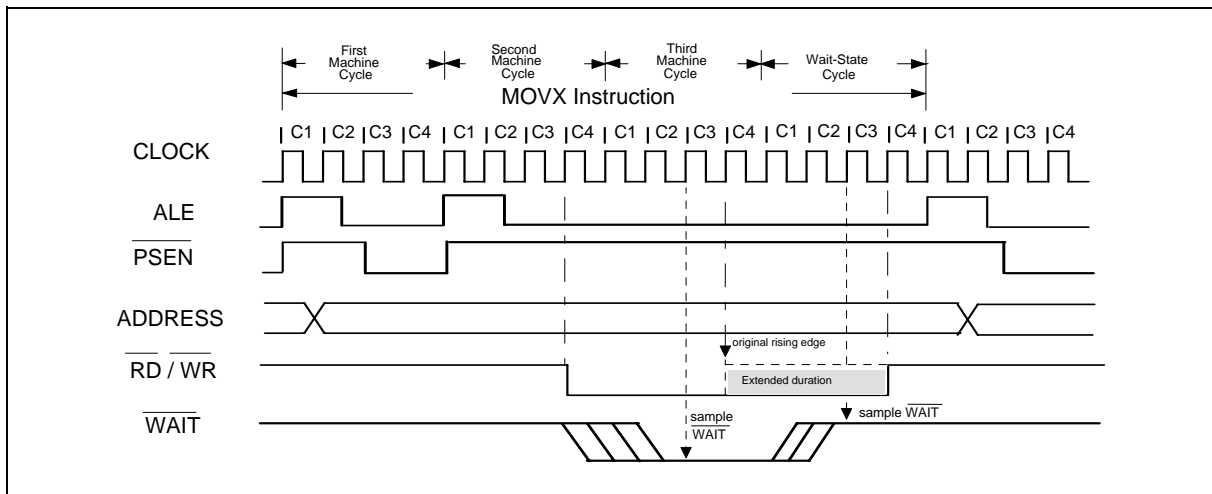 First
Machine
Cycle
Second
Machine
Cycle
Third
Machine
Cycle
Wait-State
Cycle
MOVX Instruction
C1 C2 C3 C4 C1 C2 C3 C4 C1 C2 C3 C4 C1 C2 C3 C4 C1 C2 C3 C4
CLOCK
ALE
PSEN
ADDRESS
original rising edge
RD / WR
Extended duration
sample
WAIT
sample WAIT
WAIT